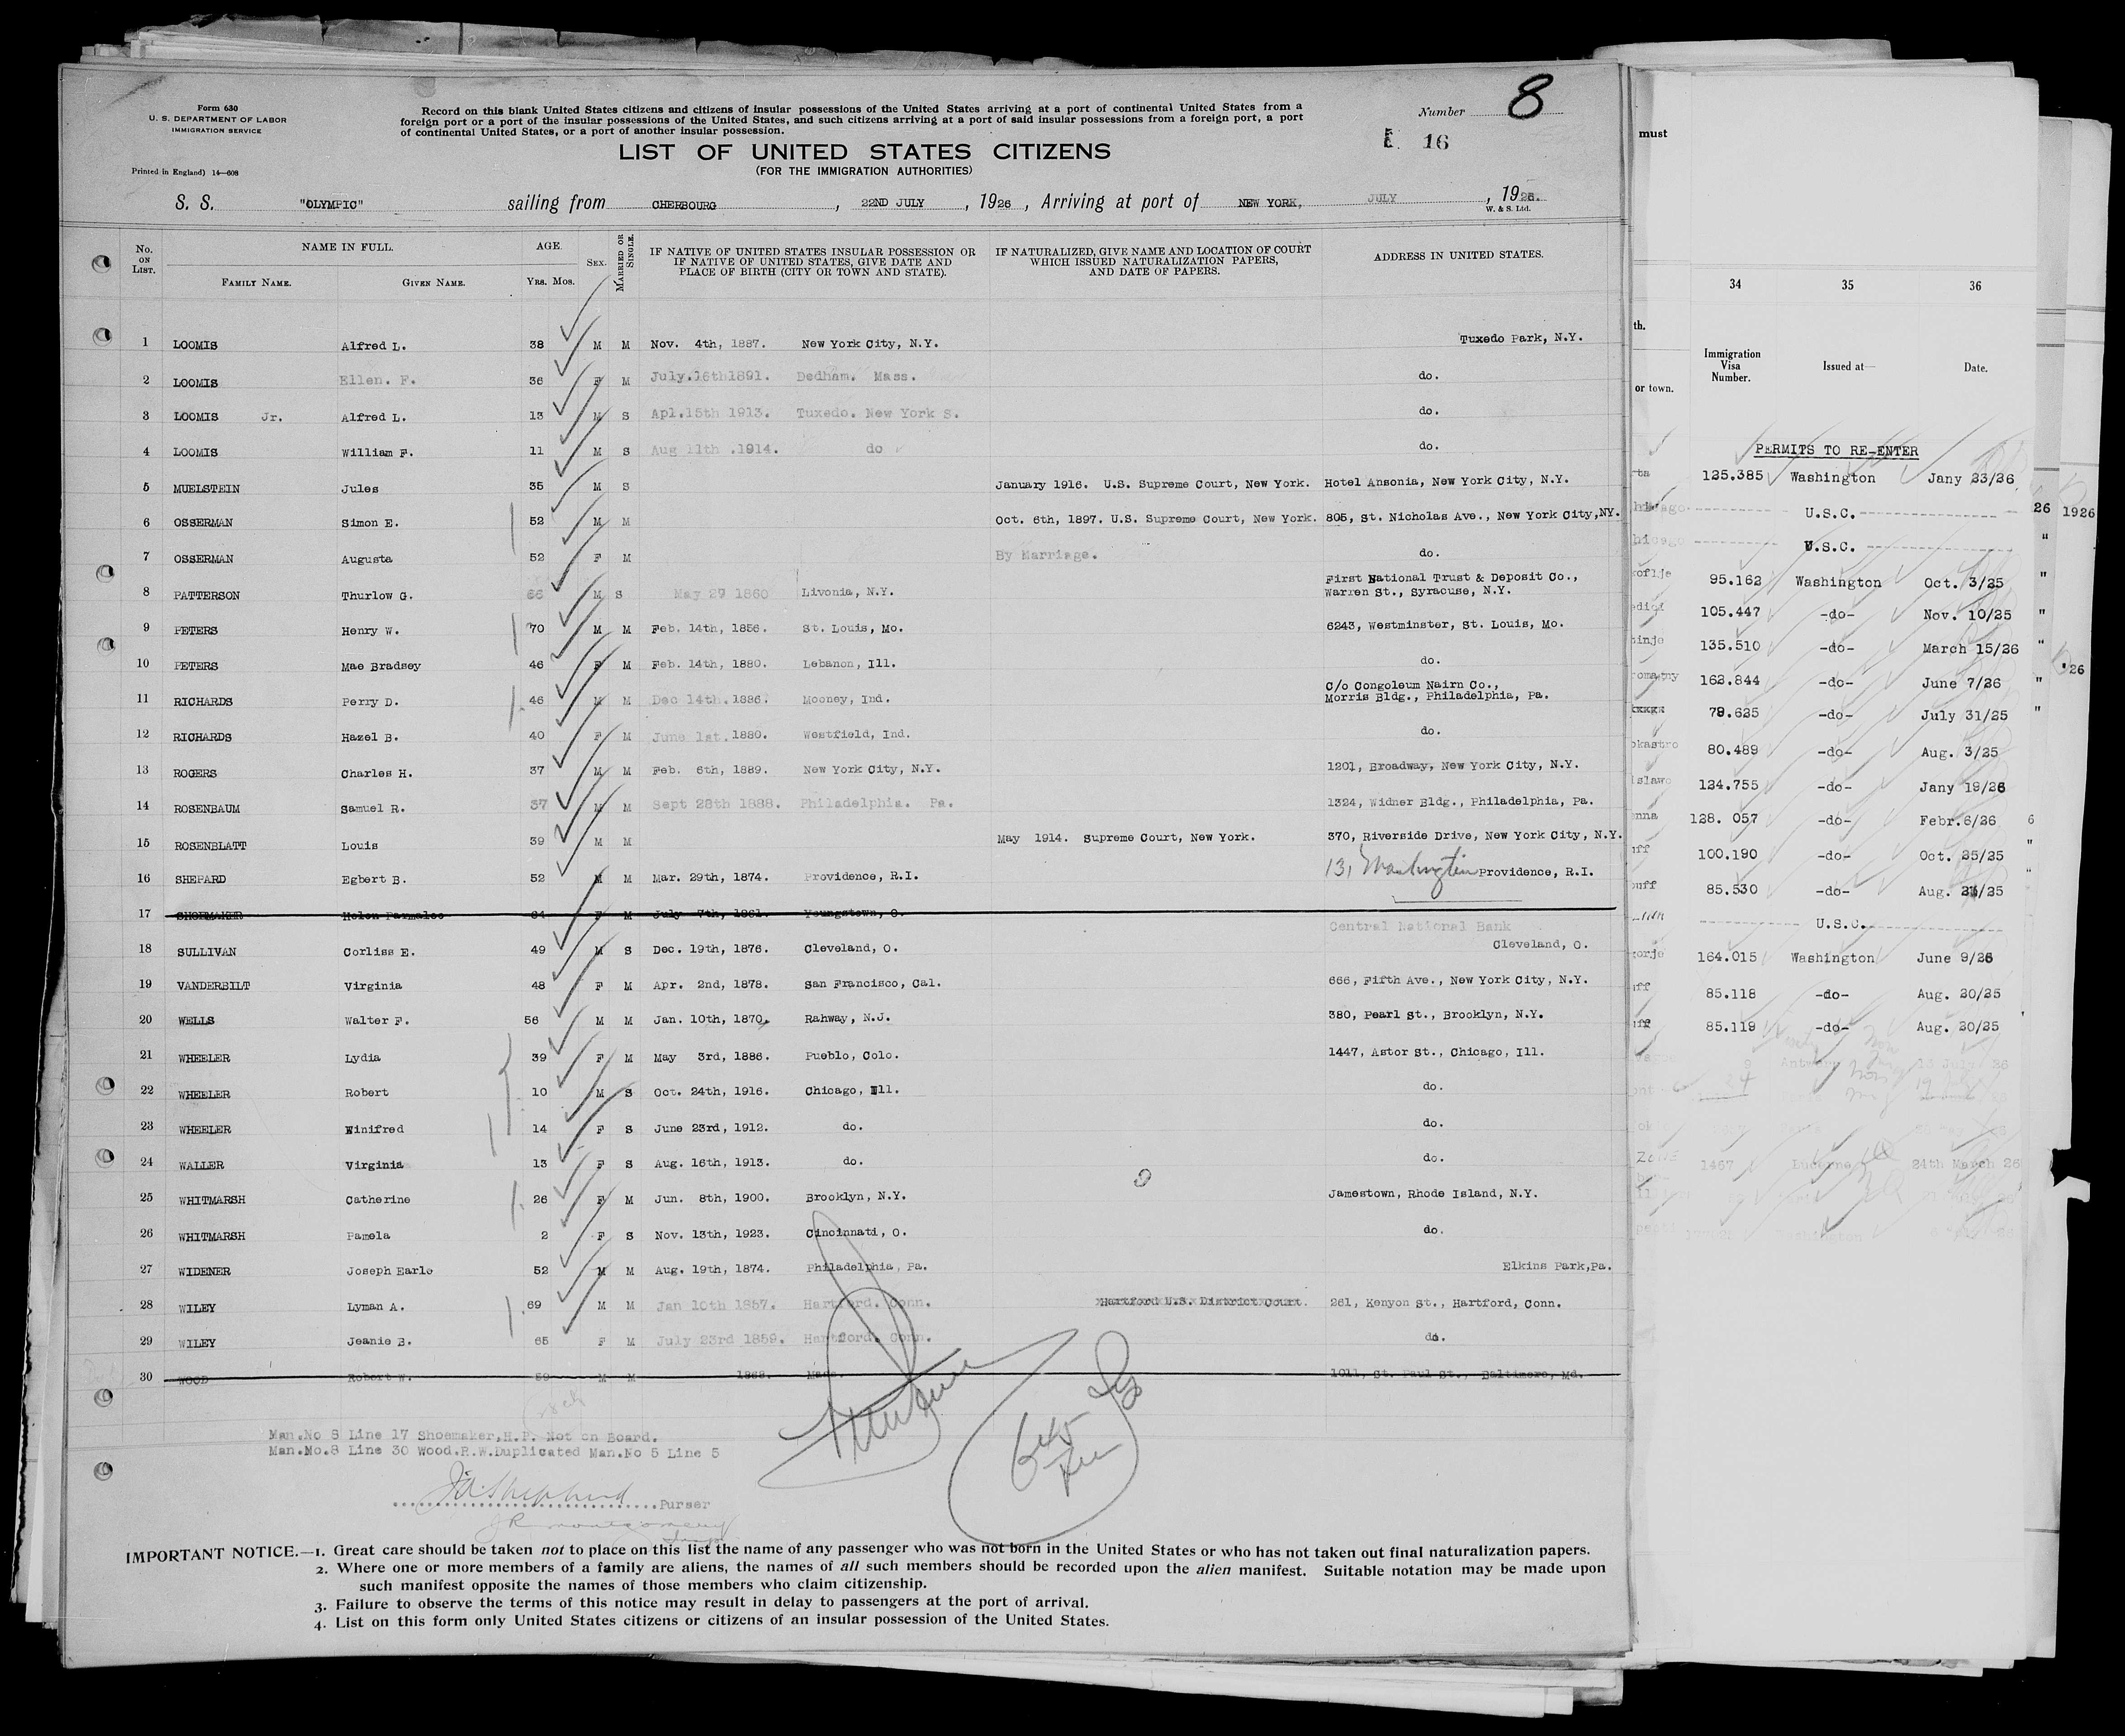 Form 630
U. S. DEPARTMENT OF LABOR
IMMIGRATION SERVICE
Printed in England) 14—608
Record on this blank United States citizens and citizens of insular possessions of the United States arriving at a port of continental United States from a
foreign port or a port of the insular possessions of the United States, and such citizens arriving at a port of said insular possessions from a foreign port, a port
of continental United States, or a port of another insular possession.
Number 8
16
LIST OF UNITED STATES CITIZENS
(FOR THE IMMIGRATION AUTHORITIES)
S. S. "OLYMPIC" sailing from CHERBOURG, 22ND JULY, 1926, Arriving at port of NEW YORK, JULY, 1926.
W. & S. Ltd.
No. ON LIST. NAME IN FULL. FAMILY NAME. GIVEN NAME. AGE. YRS. MOS. SEX. MARRIED OR SINGLE. IF NATIVE OF UNITED STATES INSULAR POSSESSION OR IF NATIVE OF UNITED STATES, GIVE DATE AND PLACE OF BIRTH (CITY OR TOWN AND STATE). IF NATURALIZED, GIVE NAME AND LOCATION OF COURT WHICH ISSUED NATURALIZATION PAPERS, AND DATE OF PAPERS. ADDRESS IN UNITED STATES.
1 LOOMIS Alfred L. 38 M M Nov. 4th, 1887. New York City, N.Y. Tuxedo Park, N.Y.
2 LOOMIS Ellen. F. 36 F M July.16th1891. Dedham. Mass. do.
3 LOOMIS Jr. Alfred L. 13 M S Apl.15th 1913. Tuxedo. New York S. do.
4 LOOMIS William F. 11 M S Aug 11th .1914. do do.
5 MUELSTEIN Jules 35 M S January 1916. U.S. Supreme Court, New York. Hotel Ansonia, New York City, N.Y.
6 OSSERMAN Simon E. 52 M M Oct. 6th, 1897. U.S. Supreme Court, New York. 805, St. Nicholas Ave., New York City,NY.
7 OSSERMAN Augusta 52 F M By Marriage. do.
8 PATTERSON Thurlow G. 66 M S May 29 1860 Livonia, N.Y. First National Trust & Deposit Co., Warren St., Syracuse, N.Y.
9 PETERS Henry W. 70 M M Feb. 14th, 1856. St. Louis, Mo. 6243, Westminster, St. Louis, Mo.
10 PETERS Mae Bradsey 46 F M Feb. 14th, 1880. Lebanon, Ill. do.
11 RICHARDS Perry D. 46 M M Dec 14th. 1886. Mooney, Ind. C/o Congoleum Nairn Co., Morris Bldg., Philadelphia, Pa.
12 RICHARDS Hazel B. 40 F M June 1st. 1880. Westfield, Ind. do.
13 ROGERS Charles H. 37 M M Feb. 6th, 1889. New York City, N.Y. 1201, Broadway, New York City, N.Y.
14 ROSENBAUM Samuel R. 37 M M Sept 28th 1888. Philadelphia. Pa. 1324, Widner Bldg., Philadelphia, Pa.
15 ROSENBLATT Louis 39 M M May 1914. Supreme Court, New York. 370, Riverside Drive, New York City, N.Y.
16 SHEPARD Egbert B. 52 M M Mar. 29th, 1874. Providence, R.I. 131 Washington Providence, R.I.
17 SHOEMAKER Helen Parmalee 64 F M July 7th, 1861. Youngstown, O.
18 SULLIVAN Corliss E. 49 M S Dec. 19th, 1876. Cleveland, O. Central National Bank Cleveland, O.
19 VANDERBILT Virginia 48 F M Apr. 2nd, 1878. San Francisco, Cal. 666, Fifth Ave., New York City, N.Y.
20 WELLS Walter F. 56 M M Jan. 10th, 1870. Rahway, N.J. 380, Pearl St., Brooklyn, N.Y.
21 WHEELER Lydia 39 F M May 3rd, 1886. Pueblo, Colo. 1447, Astor St., Chicago, Ill.
22 WHEELER Robert 10 M S Oct. 24th, 1916. Chicago, Ill. do.
23 WHEELER Winifred 14 F S June 23rd, 1912. do. do.
24 WALLER Virginia 13 F S Aug. 16th, 1913. do. do.
25 WHITMARSH Catherine 26 F M Jun. 8th, 1900. Brooklyn, N.Y. Jamestown, Rhode Island, N.Y.
26 WHITMARSH Pamela 2 F S Nov. 13th, 1923. Cincinnati, O. do.
27 WIDENER Joseph Earle 52 M M Aug. 19th, 1874. Philadelphia, Pa. Elkins Park,Pa.
28 WILEY Lyman A. 69 M M Jan 10th 1857. Hartford. Conn. Hartford U.S. District Court. 261, Kenyon St., Hartford, Conn.
29 WILEY Jeanie B. 65 F M July 23rd 1859. Hartford. Conn. do.
30 WOOD Robert W. 59 M M 1868. Mass. 1011, St. Paul St., Baltimore, Md.
Man.No 8 Line 17 Shoemaker,H.P. Not on Board.
Man.No.8 Line 30 Wood.R.W.Duplicated Man.No 5 Line 5
J.A. Shepherd Purser
IMPORTANT NOTICE.—1. Great care should be taken not to place on this list the name of any passenger who was not born in the United States or who has not taken out final naturalization papers.
2. Where one or more members of a family are aliens, the names of all such members should be recorded upon the alien manifest. Suitable notation may be made upon
such manifest opposite the names of those members who claim citizenship.
3. Failure to observe the terms of this notice may result in delay to passengers at the port of arrival.
4. List on this form only United States citizens or citizens of an insular possession of the United States.
must
th.
or town.
34 35 36
Immigration Visa Number. Issued at— Date.
PERMITS TO RE-ENTER
125.385 Washington Jany 23/26
U.S.C. 26 1926
U.S.C. "
95.162 Washington Oct. 3/25 "
105.447 -do- Nov. 10/25 "
135.510 -do- March 15/26 "
162.844 -do- June 7/26 " '26
79.625 -do- July 31/25 "
80.489 -do- Aug. 3/25
124.755 -do- Jany 19/26
128. 057 -do- Febr.6/26 6
100.190 -do- Oct. 25/25 "
85.530 -do- Aug. 21/25 "
U.S.C.
164.015 Washington June 9/26
85.118 -do- Aug. 20/25
85.119 -do- Aug. 20/25
1467 Lucerne 24th March 26